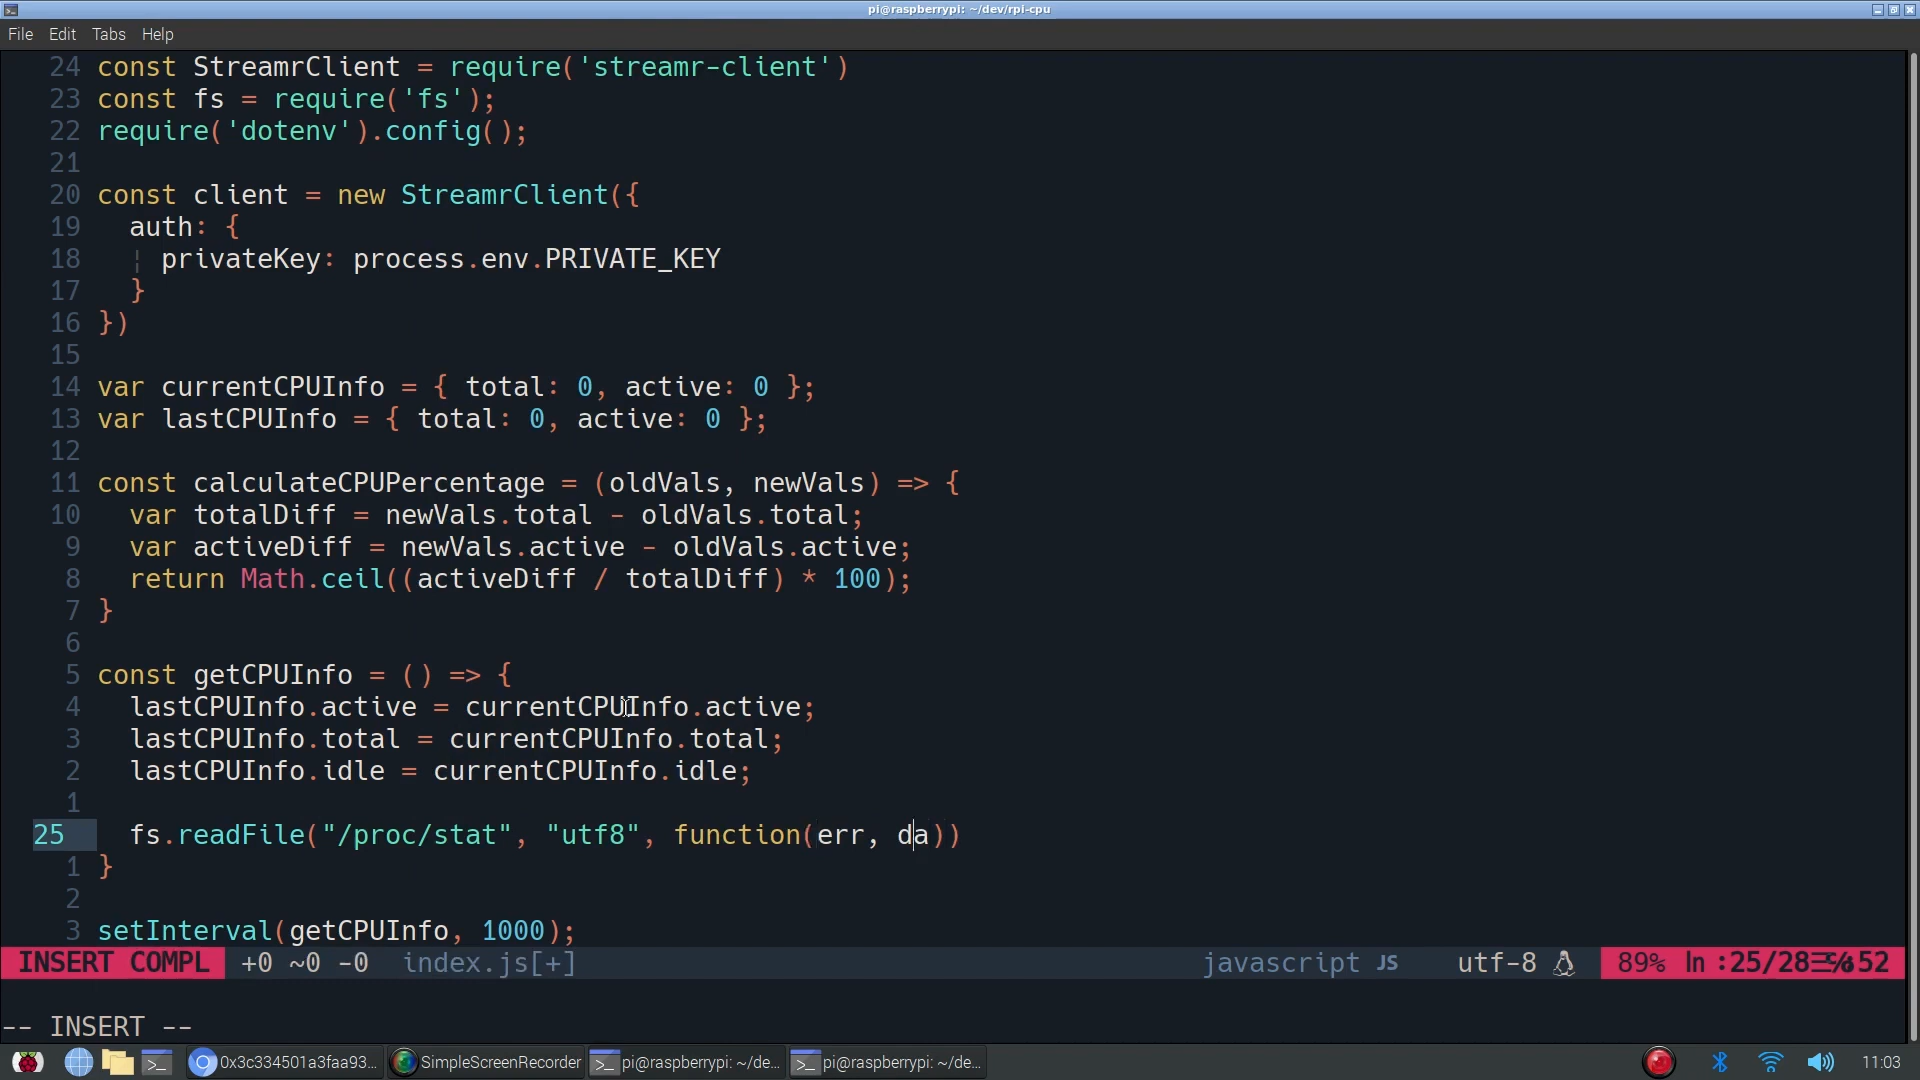 pi@raspberrypi: ~/dev/rpi-cpu
File Edit Tabs Help
24 const StreamrClient = require('streamr-client')
23 const fs = require('fs');
22 require('dotenv').config();
21
20 const client = new StreamrClient({
19   auth: {
18   ¦ privateKey: process.env.PRIVATE_KEY
17   }
16 })
15
14 var currentCPUInfo = { total: 0, active: 0 };
13 var lastCPUInfo = { total: 0, active: 0 };
12
11 const calculateCPUPercentage = (oldVals, newVals) => {
10   var totalDiff = newVals.total - oldVals.total;
9   var activeDiff = newVals.active - oldVals.active;
8   return Math.ceil((activeDiff / totalDiff) * 100);
7 }
6
5 const getCPUInfo = () => {
4   lastCPUInfo.active = currentCPUInfo.active;
3   lastCPUInfo.total = currentCPUInfo.total;
2   lastCPUInfo.idle = currentCPUInfo.idle;
1
25   fs.readFile("/proc/stat", "utf8", function(err, da))
1 }
2
3 setInterval(getCPUInfo, 1000);
INSERT COMPL +0 ~0 -0 index.js[+] javascript JS utf-8 89% ln :25/28 52
-- INSERT --
0x3c334501a3faa93... SimpleScreenRecorder pi@raspberrypi: ~/de... pi@raspberrypi: ~/de... 11:03